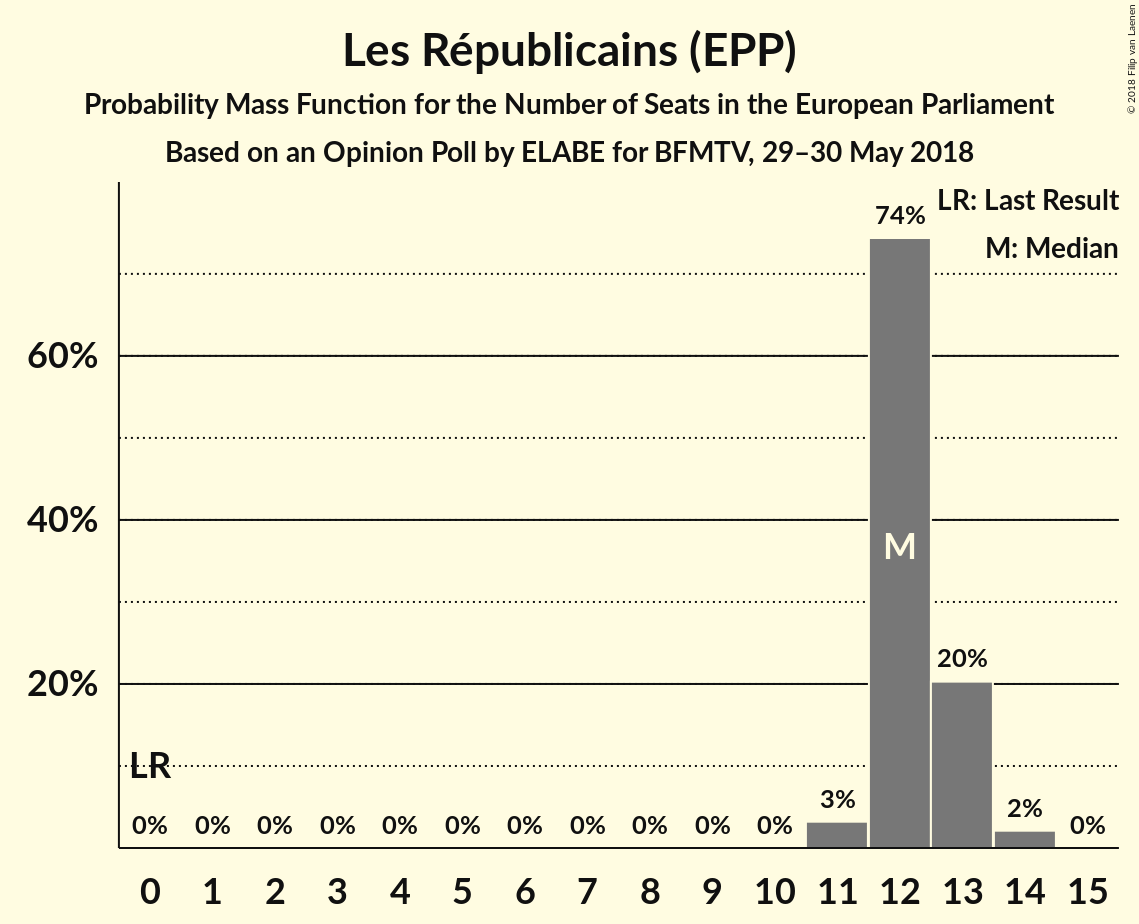 Les Républicains (EPP)
Probability Mass Function for the Number of Seats in the European Parliament
Based on an Opinion Poll by ELABE for BFMTV, 29–30 May 2018
© 2018 Filip van Laenen
LR: Last Result
M: Median
60%
40%
20%
74%
M
20%
LR
3%
2%
0% 0% 0% 0% 0% 0% 0% 0% 0% 0% 0% 0%
0 1 2 3 4 5 6 7 8 9 10 11 12 13 14 15